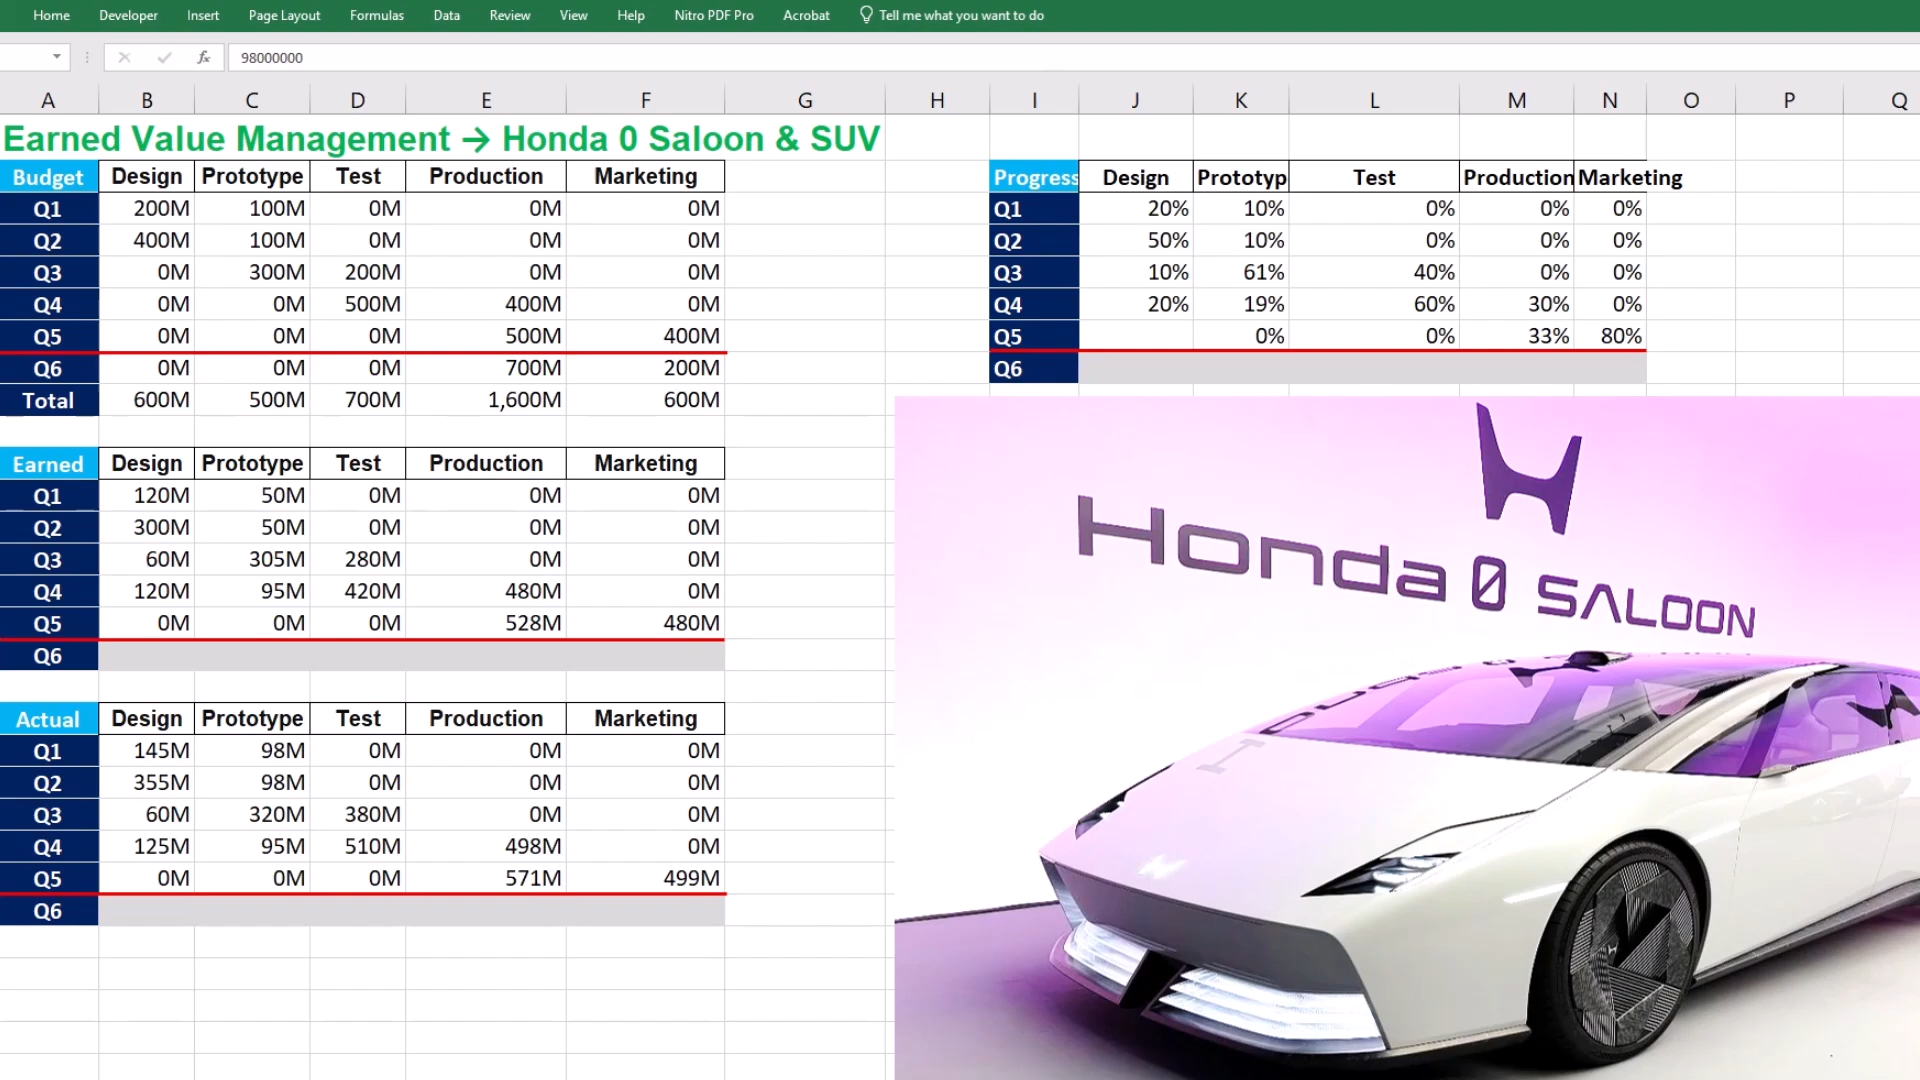 Home Developer Insert Page Layout Formulas Data Review View Help Nitro PDF Pro Acrobat Tell me what you want to do
fx 98000000
A B C D E F G H I J K L M N O P Q
Earned Value Management → Honda 0 Saloon & SUV
Budget Design Prototype Test Production Marketing Progress Design Prototyp Test Production Marketing
Q1 200M 100M 0M 0M 0M Q1 20% 10% 0% 0% 0%
Q2 400M 100M 0M 0M 0M Q2 50% 10% 0% 0% 0%
Q3 0M 300M 200M 0M 0M Q3 10% 61% 40% 0% 0%
Q4 0M 0M 500M 400M 0M Q4 20% 19% 60% 30% 0%
Q5 0M 0M 0M 500M 400M Q5 0% 0% 33% 80%
Q6 0M 0M 0M 700M 200M Q6
Total 600M 500M 700M 1,600M 600M
Earned Design Prototype Test Production Marketing
Q1 120M 50M 0M 0M 0M
Q2 300M 50M 0M 0M 0M
Q3 60M 305M 280M 0M 0M
Q4 120M 95M 420M 480M 0M
Q5 0M 0M 0M 528M 480M
Q6
Actual Design Prototype Test Production Marketing
Q1 145M 98M 0M 0M 0M
Q2 355M 98M 0M 0M 0M
Q3 60M 320M 380M 0M 0M
Q4 125M 95M 510M 498M 0M
Q5 0M 0M 0M 571M 499M
Q6
Honda 0 SALOON